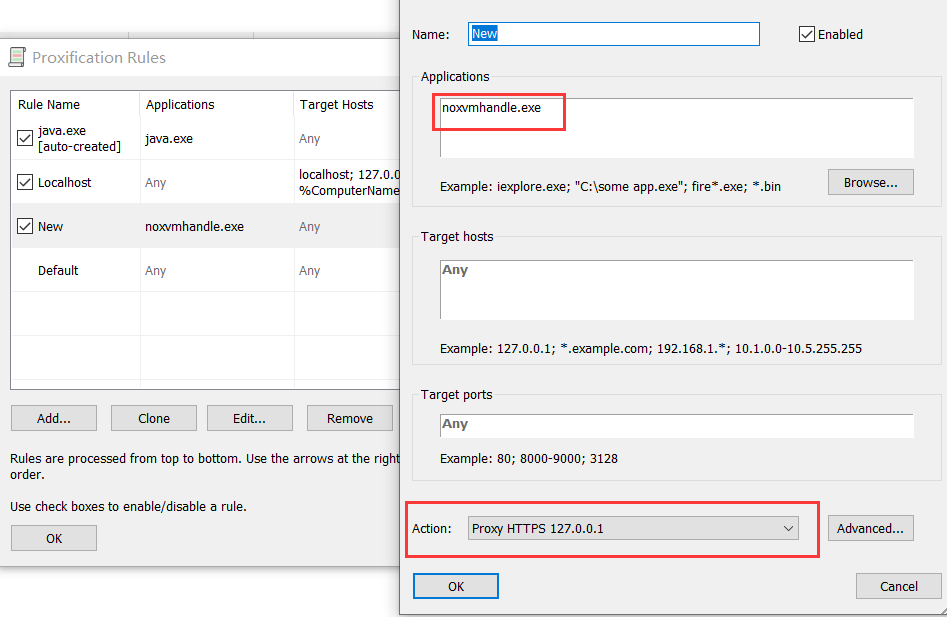 Proxification Rules
Rule Name Applications Target Hosts
java.exe
[auto-created] java.exe Any
Localhost Any localhost; 127.0.0
%ComputerName
New noxvmhandle.exe Any
Default Any Any
Add... Clone Edit... Remove
Rules are processed from top to bottom. Use the arrows at the right
order.
Use check boxes to enable/disable a rule.
OK
Name: New Enabled
Applications
noxvmhandle.exe
Example: iexplore.exe; "C:\some app.exe"; fire*.exe; *.bin Browse...
Target hosts
Any
Example: 127.0.0.1; *.example.com; 192.168.1.*; 10.1.0.0-10.5.255.255
Target ports
Any
Example: 80; 8000-9000; 3128
Action: Proxy HTTPS 127.0.0.1 Advanced...
OK Cancel